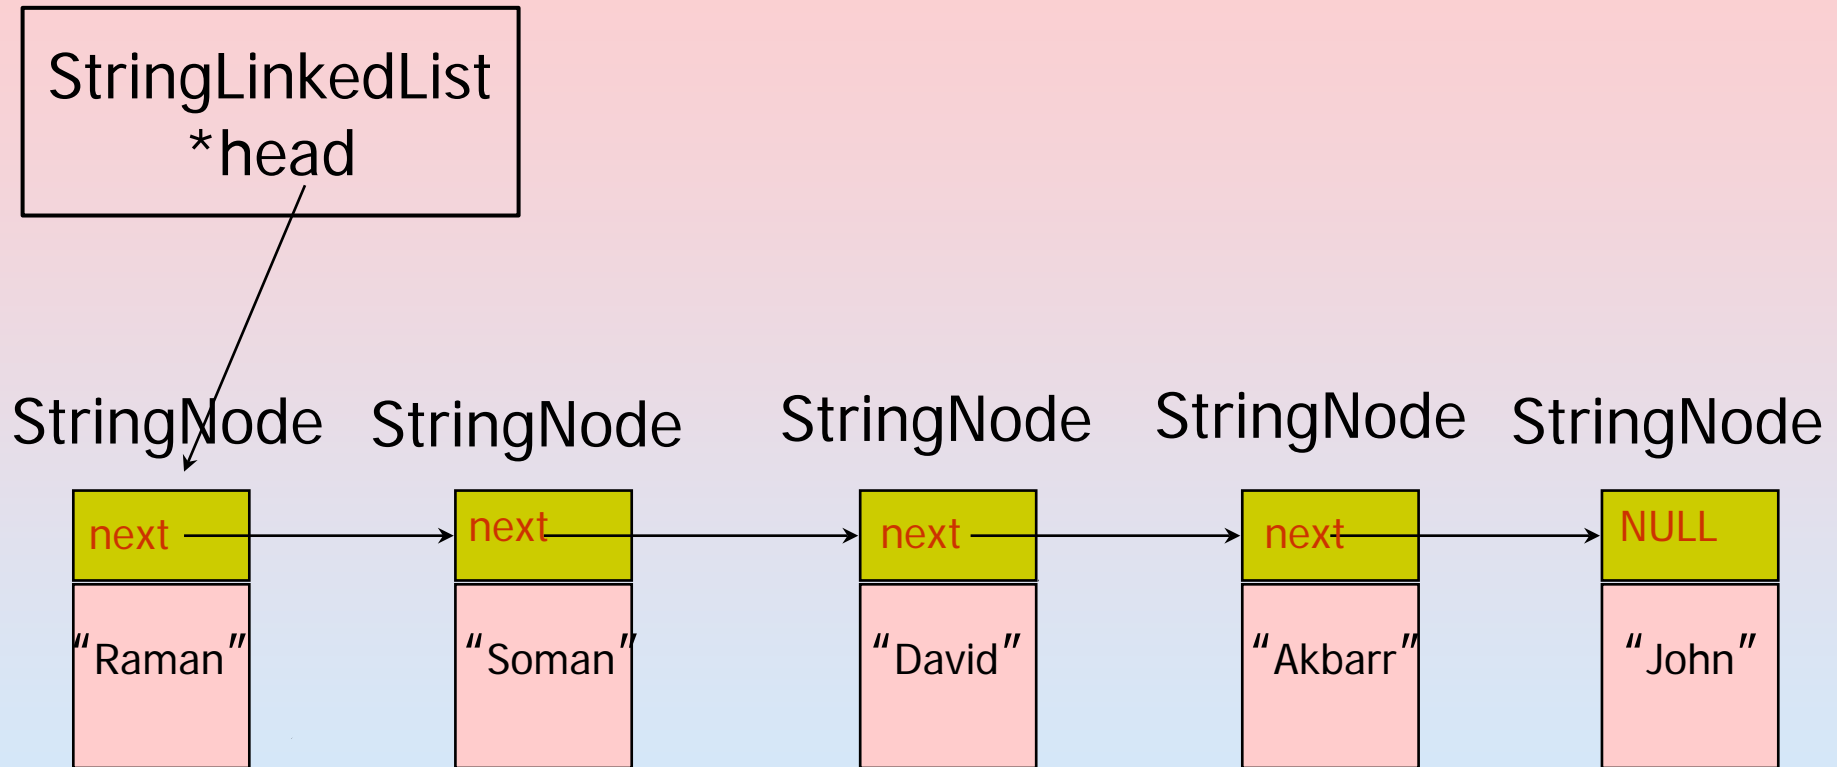 StringLinkedList
*head
StringNode StringNode StringNode StringNode StringNode
next next next next NULL
“Raman” “Soman” “David” “Akbarr” “John”